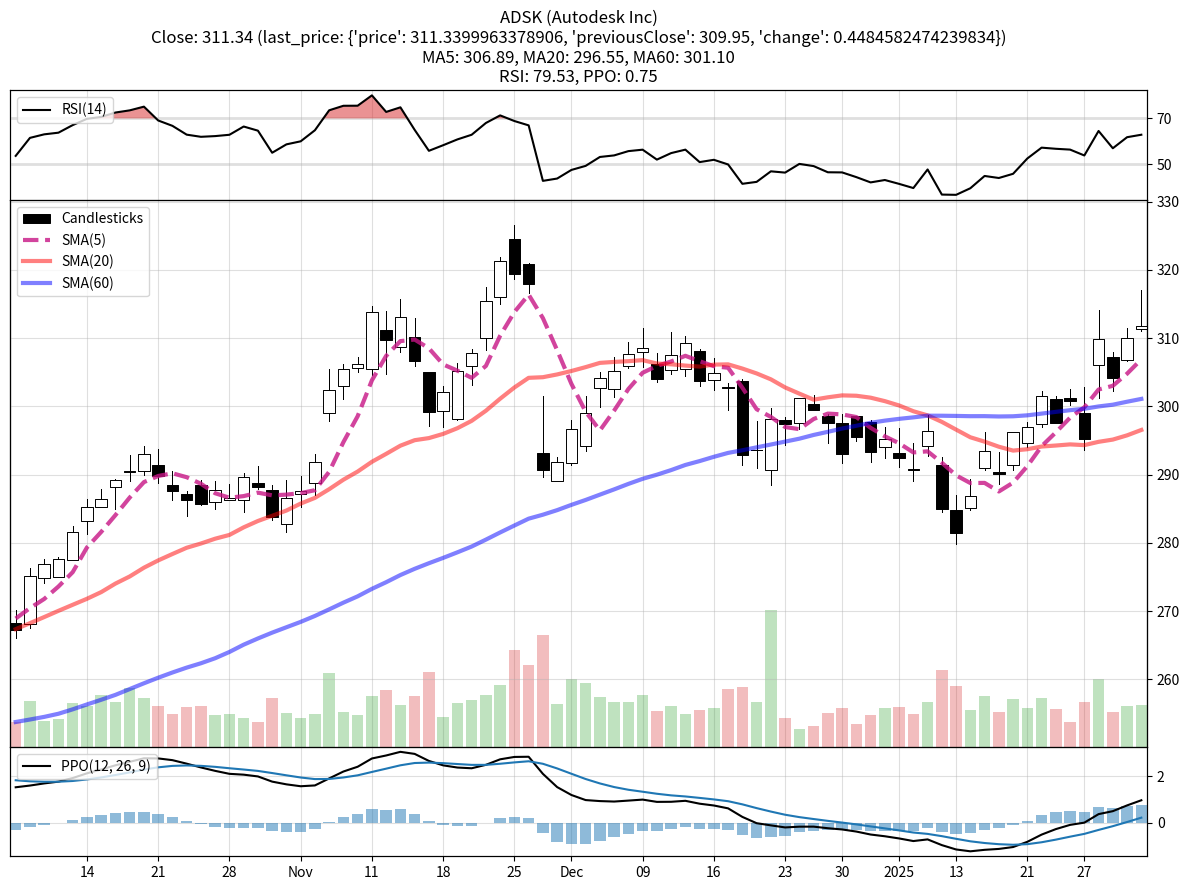 ADSK (Autodesk Inc)
Close: 311.34 (last_price: {'price': 311.3399963378906, 'previousClose': 309.95, 'change': 0.4484582474239834})
MA5: 306.89, MA20: 296.55, MA60: 301.10
RSI: 79.53, PPO: 0.75
RSI(14)
70
50
Candlesticks
SMA(5)
SMA(20)
SMA(60)
330
320
310
300
290
280
270
260
PPO(12, 26, 9)
2
0
14 21 28 Nov 11 18 25 Dec 09 16 23 30 2025 13 21 27